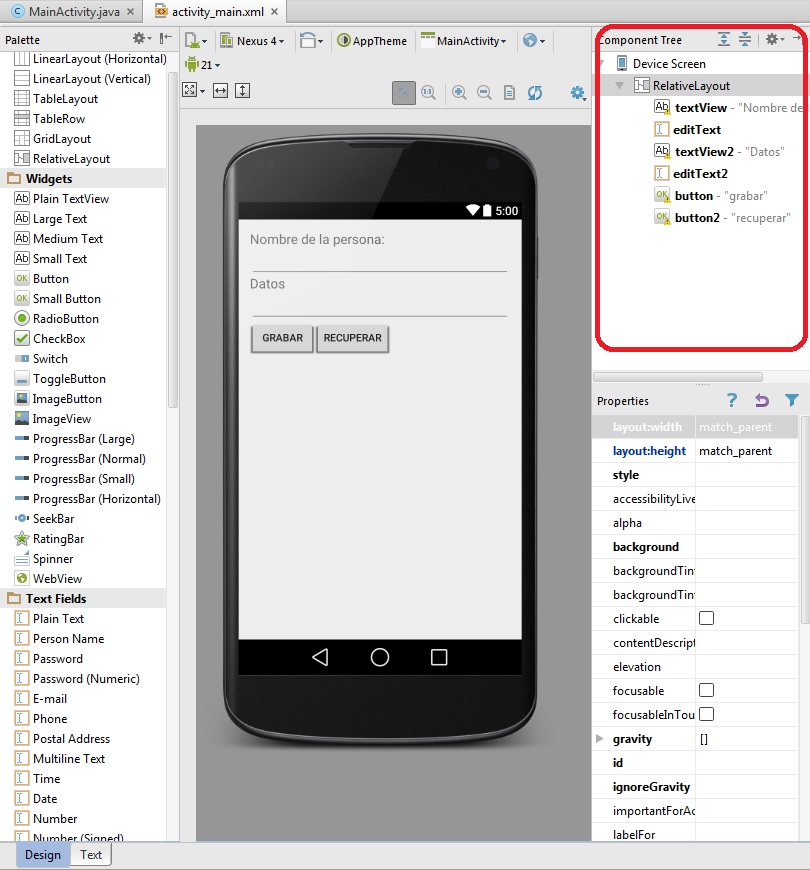 MainActivity.java
activity_main.xml
Palette
LinearLayout (Horizontal)
LinearLayout (Vertical)
TableLayout
TableRow
GridLayout
RelativeLayout
Widgets
Plain TextView
Large Text
Medium Text
Small Text
Button
Small Button
RadioButton
CheckBox
Switch
ToggleButton
ImageButton
ImageView
ProgressBar (Large)
ProgressBar (Normal)
ProgressBar (Small)
ProgressBar (Horizontal)
SeekBar
RatingBar
Spinner
WebView
Text Fields
Plain Text
Person Name
Password
Password (Numeric)
E-mail
Phone
Postal Address
Multiline Text
Time
Date
Number
Number (Signed)
Design Text
Nexus 4 AppTheme MainActivity
21
5:00
Nombre de la persona:
Datos
GRABAR RECUPERAR
Component Tree
Device Screen
RelativeLayout
textView - "Nombre de
editText
textView2 - "Datos"
editText2
button - "grabar"
button2 - "recuperar"
Properties
layout:width match_parent
layout:height match_parent
style
accessibilityLive
alpha
background
backgroundTin
backgroundTin
clickable
contentDescript
elevation
focusable
focusableInTou
gravity []
id
ignoreGravity
importantForAc
labelFor